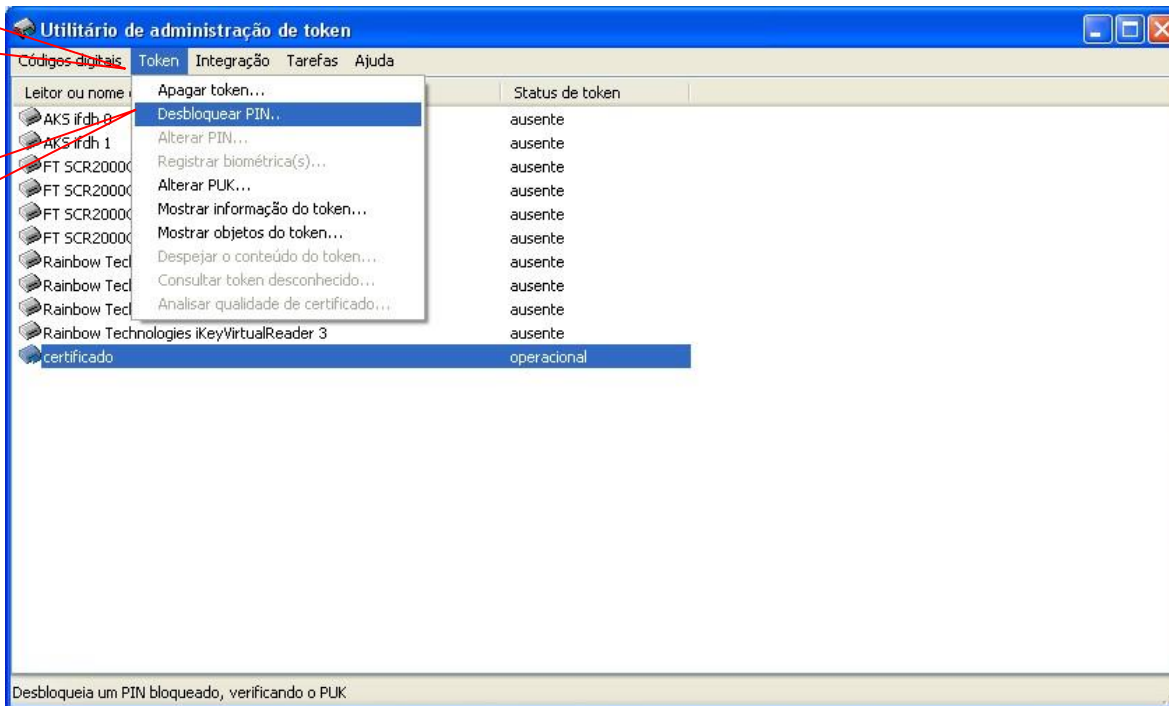 Utilitário de administração de token
Códigos digitais Token Integração Tarefas Ajuda
Leitor ou nome Status de token
Apagar token...
Desbloquear PIN..
Alterar PIN...
Registrar biométrica(s)...
Alterar PUK...
Mostrar informação do token...
Mostrar objetos do token...
Despejar o conteúdo do token...
Consultar token desconhecido...
Analisar qualidade de certificado...
AKS ifdh 0 ausente
AKS ifdh 1 ausente
FT SCR2000 ausente
FT SCR2000 ausente
FT SCR2000 ausente
FT SCR2000 ausente
Rainbow ausente
Rainbow ausente
Rainbow ausente
Rainbow Technologies iKeyVirtualReader 3 ausente
certificado operacional
Desbloqueia um PIN bloqueado, verificando o PUK